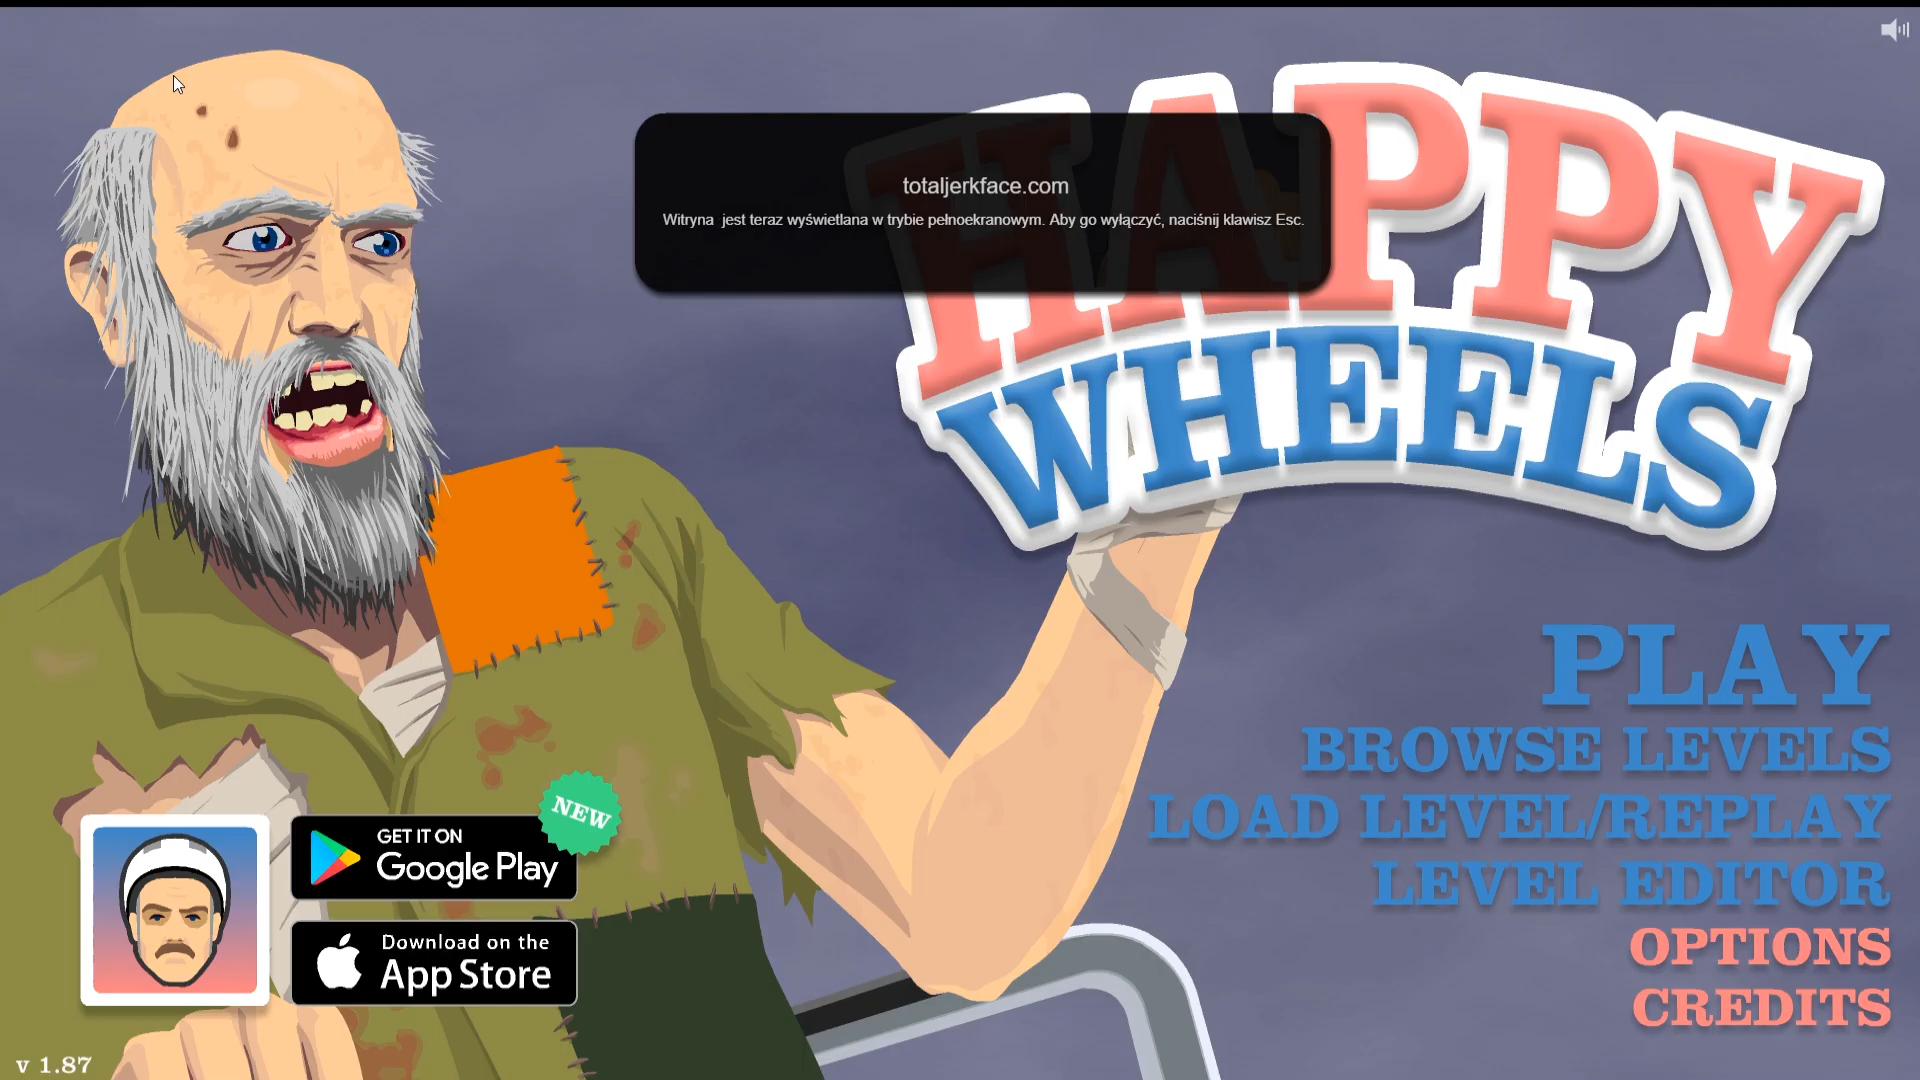 HAPPY
WHEELS
totaljerkface.com
Witryna jest teraz wyświetlana w trybie pełnoekranowym. Aby go wyłączyć, naciśnij klawisz Esc.
PLAY
BROWSE LEVELS
LOAD LEVEL/REPLAY
LEVEL EDITOR
OPTIONS
CREDITS
NEW
GET IT ON
Google Play
Download on the
App Store
v 1.87